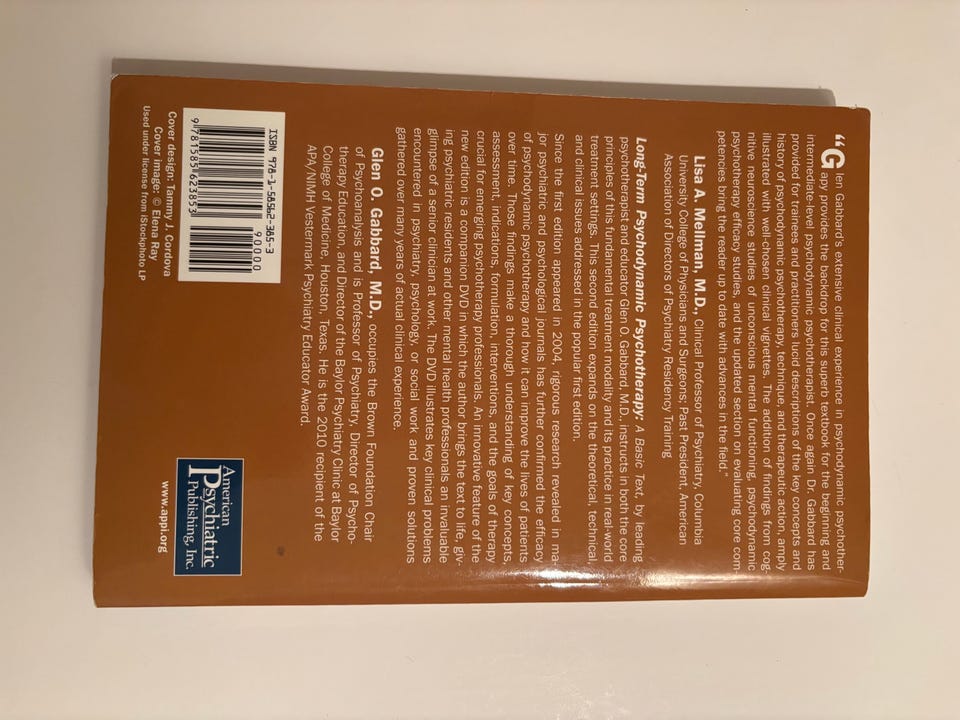 “Glen Gabbard's extensive clinical experience in psychodynamic psychother-
apy provides the backdrop for this superb textbook for the beginning and
intermediate-level psychodynamic psychotherapist. Once again Dr. Gabbard has
provided for trainees and practitioners lucid descriptions of the key concepts and
history of psychodynamic psychotherapy, technique and therapeutic action, amply
illustrated with well-chosen clinical vignettes. The addition of findings from cog-
nitive neuroscience studies of unconscious mental functioning, psychodynamic
psychotherapy efficacy studies, and the updated section on evaluating core com-
petencies bring the reader up to date with advances in the field.”
Lisa A. Mellman, M.D., Clinical Professor of Psychiatry, Columbia
University College of Physicians and Surgeons; Past President, American
Association of Directors of Psychiatry Residency Training
Long-Term Psychodynamic Psychotherapy: A Basic Text, by leading
psychotherapist and educator Glen O. Gabbard, M.D., instructs in both the core
principles of this fundamental treatment modality and its practice in real world
treatment settings. This second edition expands on the theoretical, technical,
and clinical issues addressed in the popular first edition.
Since the first edition appeared in 2004, rigorous research revealed in ma-
jor psychiatric and psychological journals has further confirmed the efficacy
of psychodynamic psychotherapy and how it can improve the lives of patients
over time. Those findings make a thorough understanding of key concepts,
assessment, indications, formulation, interventions, and the goals of therapy
crucial for emerging psychotherapy professionals. An innovative feature of the
new edition is a companion DVD in which the author brings the text to life, giv-
ing psychiatric residents and other mental health professionals an invaluable
glimpse of a senior clinician at work. The DVD illustrates key clinical problems
encountered in psychiatry, psychology, or social work and proven solutions
gathered over many years of actual clinical experience.
Glen O. Gabbard, M.D., occupies the Brown Foundation Chair
of Psychoanalysis and is Professor of Psychiatry, Director of Psycho-
therapy Education, and Director of the Baylor Psychiatry Clinic at Baylor
College of Medicine, Houston, Texas. He is the 2010 recipient of the
APA/NIMH Vestermark Psychiatry Educator Award.
ISBN 978-1-58562-385-3
90000
9 781585 623853
Cover design: Tammy J. Cordova
Cover image: © Elena Ray
Used under license from iStockphoto LP
American
Psychiatric
Publishing, Inc.
www.appi.org